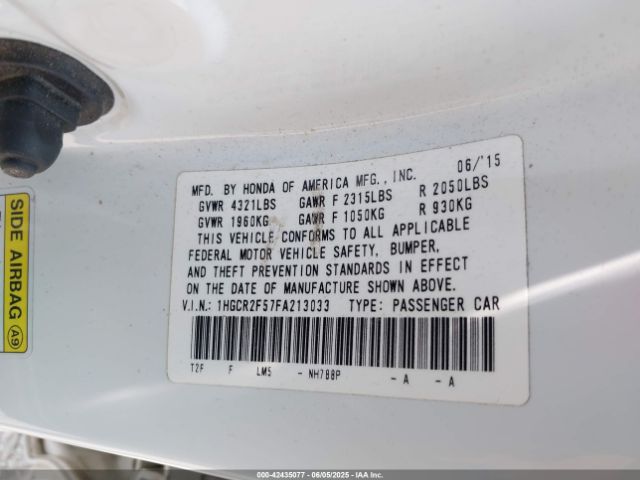 06/'15
MFD. BY HONDA OF AMERICA MFG., INC.
GVWR 4321LBS GAWR F 2315LBS R 2050LBS
GVWR 1960KG GAWR F 1050KG R 930KG
THIS VEHICLE CONFORMS TO ALL APPLICABLE
FEDERAL MOTOR VEHICLE SAFETY, BUMPER,
AND THEFT PREVENTION STANDARDS IN EFFECT
ON THE DATE OF MANUFACTURE SHOWN ABOVE.
V.I.N.: 1HGCR2F57FA213033 TYPE: PASSENGER CAR
T2F F LM5 - NH788P - A - A
SIDE AIRBAG A9
000-42435077 - 06/05/2025 - IAA Inc.